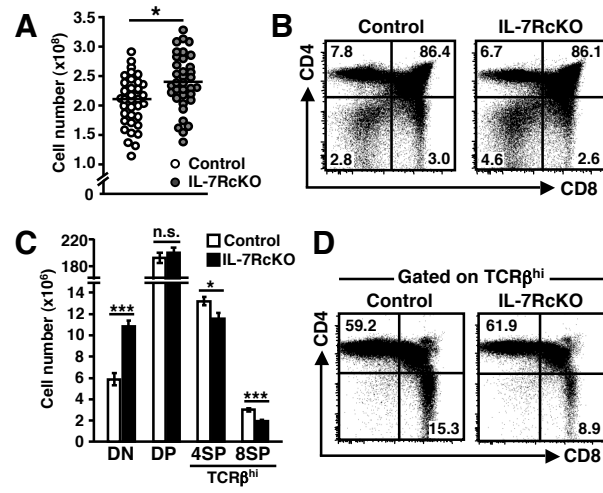 A
*
Cell number (x10⁸)
3.5
3.0
2.5
2.0
1.5
1.0
0
Control
IL-7RcKO
B
Control
IL-7RcKO
CD4
7.8
86.4
2.8
3.0
6.7
86.1
4.6
2.6
CD8
C
Cell number (x10⁶)
220
180
14
12
10
8
6
4
2
0
Control
IL-7RcKO
***
n.s.
*
***
DN
DP
4SP
8SP
TCRβʰⁱ
D
Gated on TCRβʰⁱ
Control
IL-7RcKO
CD4
59.2
15.3
61.9
8.9
CD8